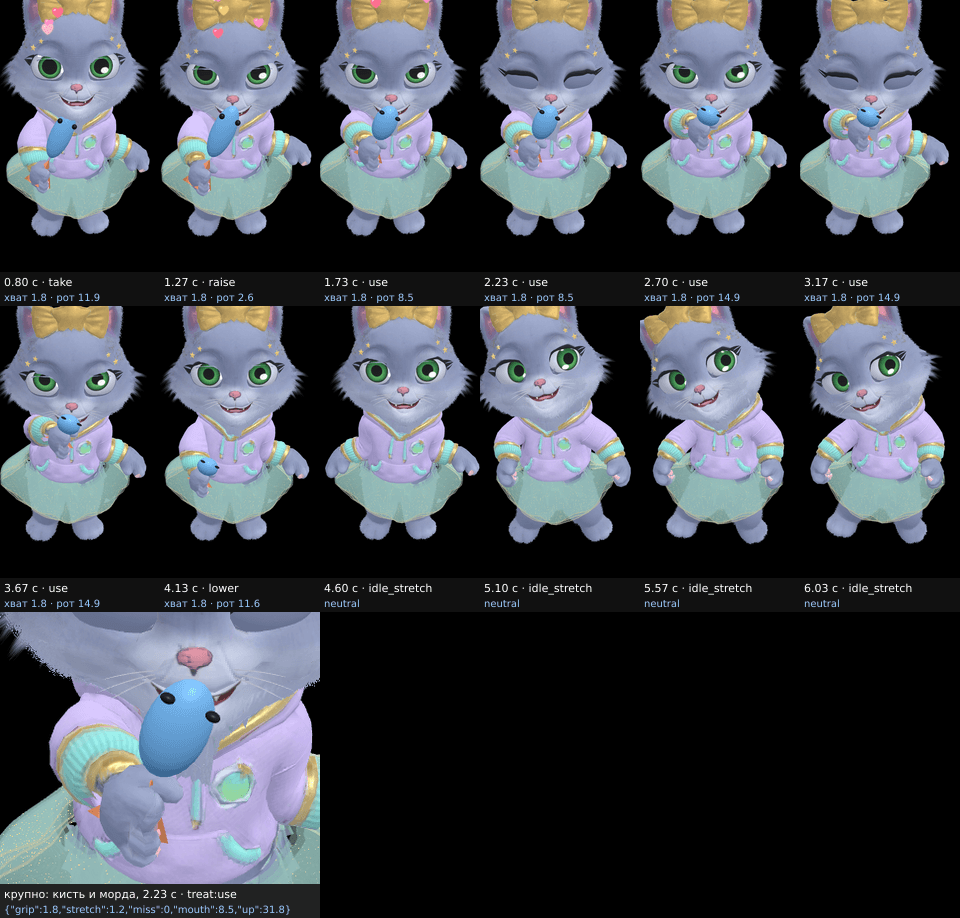 0.80 с · take
хват 1.8 · рот 11.9
1.27 с · raise
хват 1.8 · рот 2.6
1.73 с · use
хват 1.8 · рот 8.5
2.23 с · use
хват 1.8 · рот 8.5
2.70 с · use
хват 1.8 · рот 14.9
3.17 с · use
хват 1.8 · рот 14.9
3.67 с · use
хват 1.8 · рот 14.9
4.13 с · lower
хват 1.8 · рот 11.6
4.60 с · idle_stretch
neutral
5.10 с · idle_stretch
neutral
5.57 с · idle_stretch
neutral
6.03 с · idle_stretch
neutral
крупно: кисть и морда, 2.23 с · treat:use
{"grip":1.8,"stretch":1.2,"miss":0,"mouth":8.5,"up":31.8}